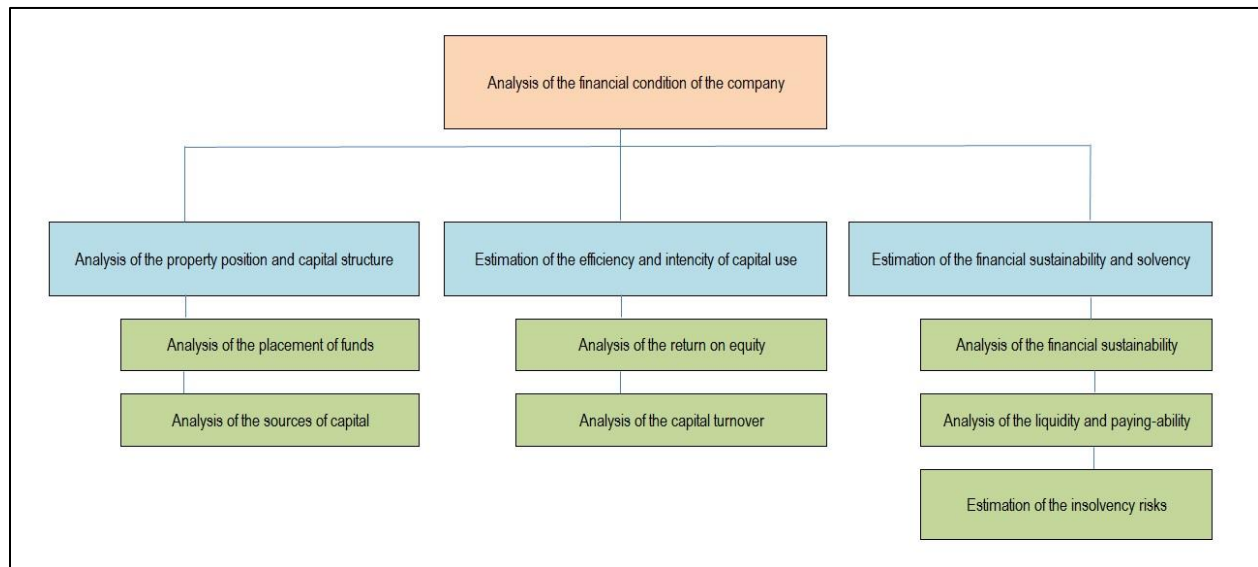 Analysis of the financial condition of the company
Analysis of the property position and capital structure
Estimation of the efficiency and intencity of capital use
Estimation of the financial sustainability and solvency
Analysis of the placement of funds
Analysis of the return on equity
Analysis of the financial sustainability
Analysis of the sources of capital
Analysis of the capital turnover
Analysis of the liquidity and paying-ability
Estimation of the insolvency risks